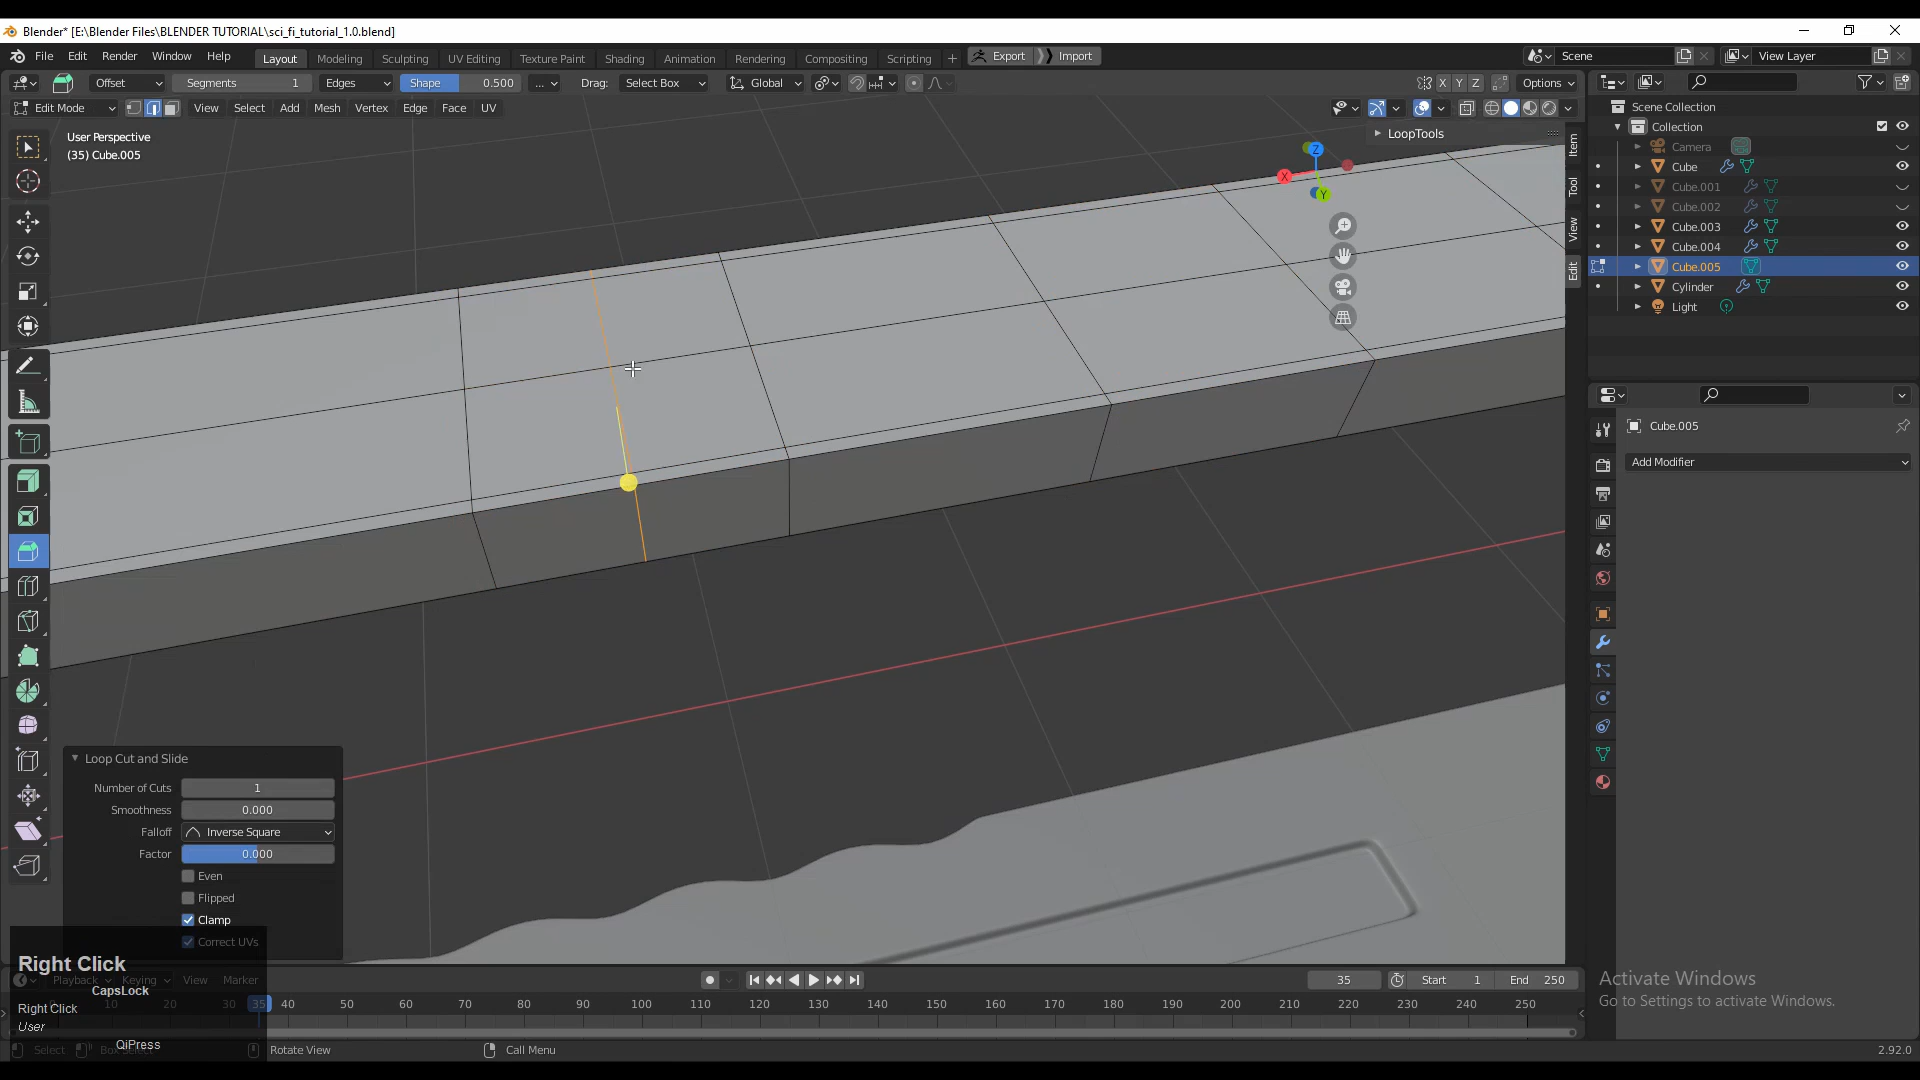 Blender* [E:\Blender Files\BLENDER TUTORIAL\sci_fi_tutorial_1.0.blend]
File Edit Render Window Help Layout Modeling Sculpting UV Editing Texture Paint Shading Animation Rendering Compositing Scripting + Export Import Scene View Layer
Offset Segments 1 Edges Shape 0.500 ... Drag: Select Box Global X Y Z Options
Edit Mode View Select Add Mesh Vertex Edge Face UV
User Perspective
(35) Cube.005
LoopTools
Z
X
Y
Item
Tool
View
Edit
Scene Collection
Collection
Camera
Cube
Cube.001
Cube.002
Cube.003
Cube.004
Cube.005
Cylinder
Light
Cube.005
Add Modifier
Loop Cut and Slide
Number of Cuts 1
Smoothness 0.000
Falloff Inverse Square
Factor 0.000
Even
Flipped
Clamp
Correct UVs
Right Click
CapsLock
Right Click
User
QiPress
Playback Keying View Marker 35 Start 1 End 250
10 20 30 35 40 50 60 70 80 90 100 110 120 130 140 150 160 170 180 190 200 210 220 230 240 250
Select Box Select Rotate View Call Menu 2.92.0
Activate Windows
Go to Settings to activate Windows.